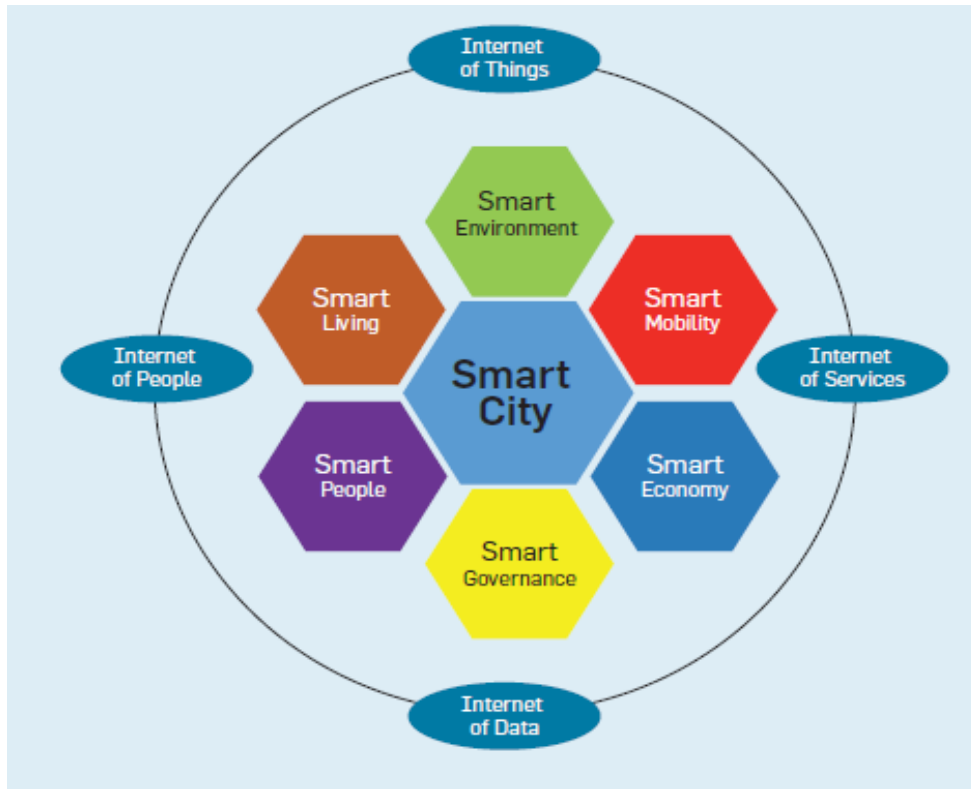 Internet
of Things
Smart
Environment
Smart
Living
Smart
Mobility
Internet
of People
Smart
City
Internet
of Services
Smart
People
Smart
Economy
Smart
Governance
Internet
of Data